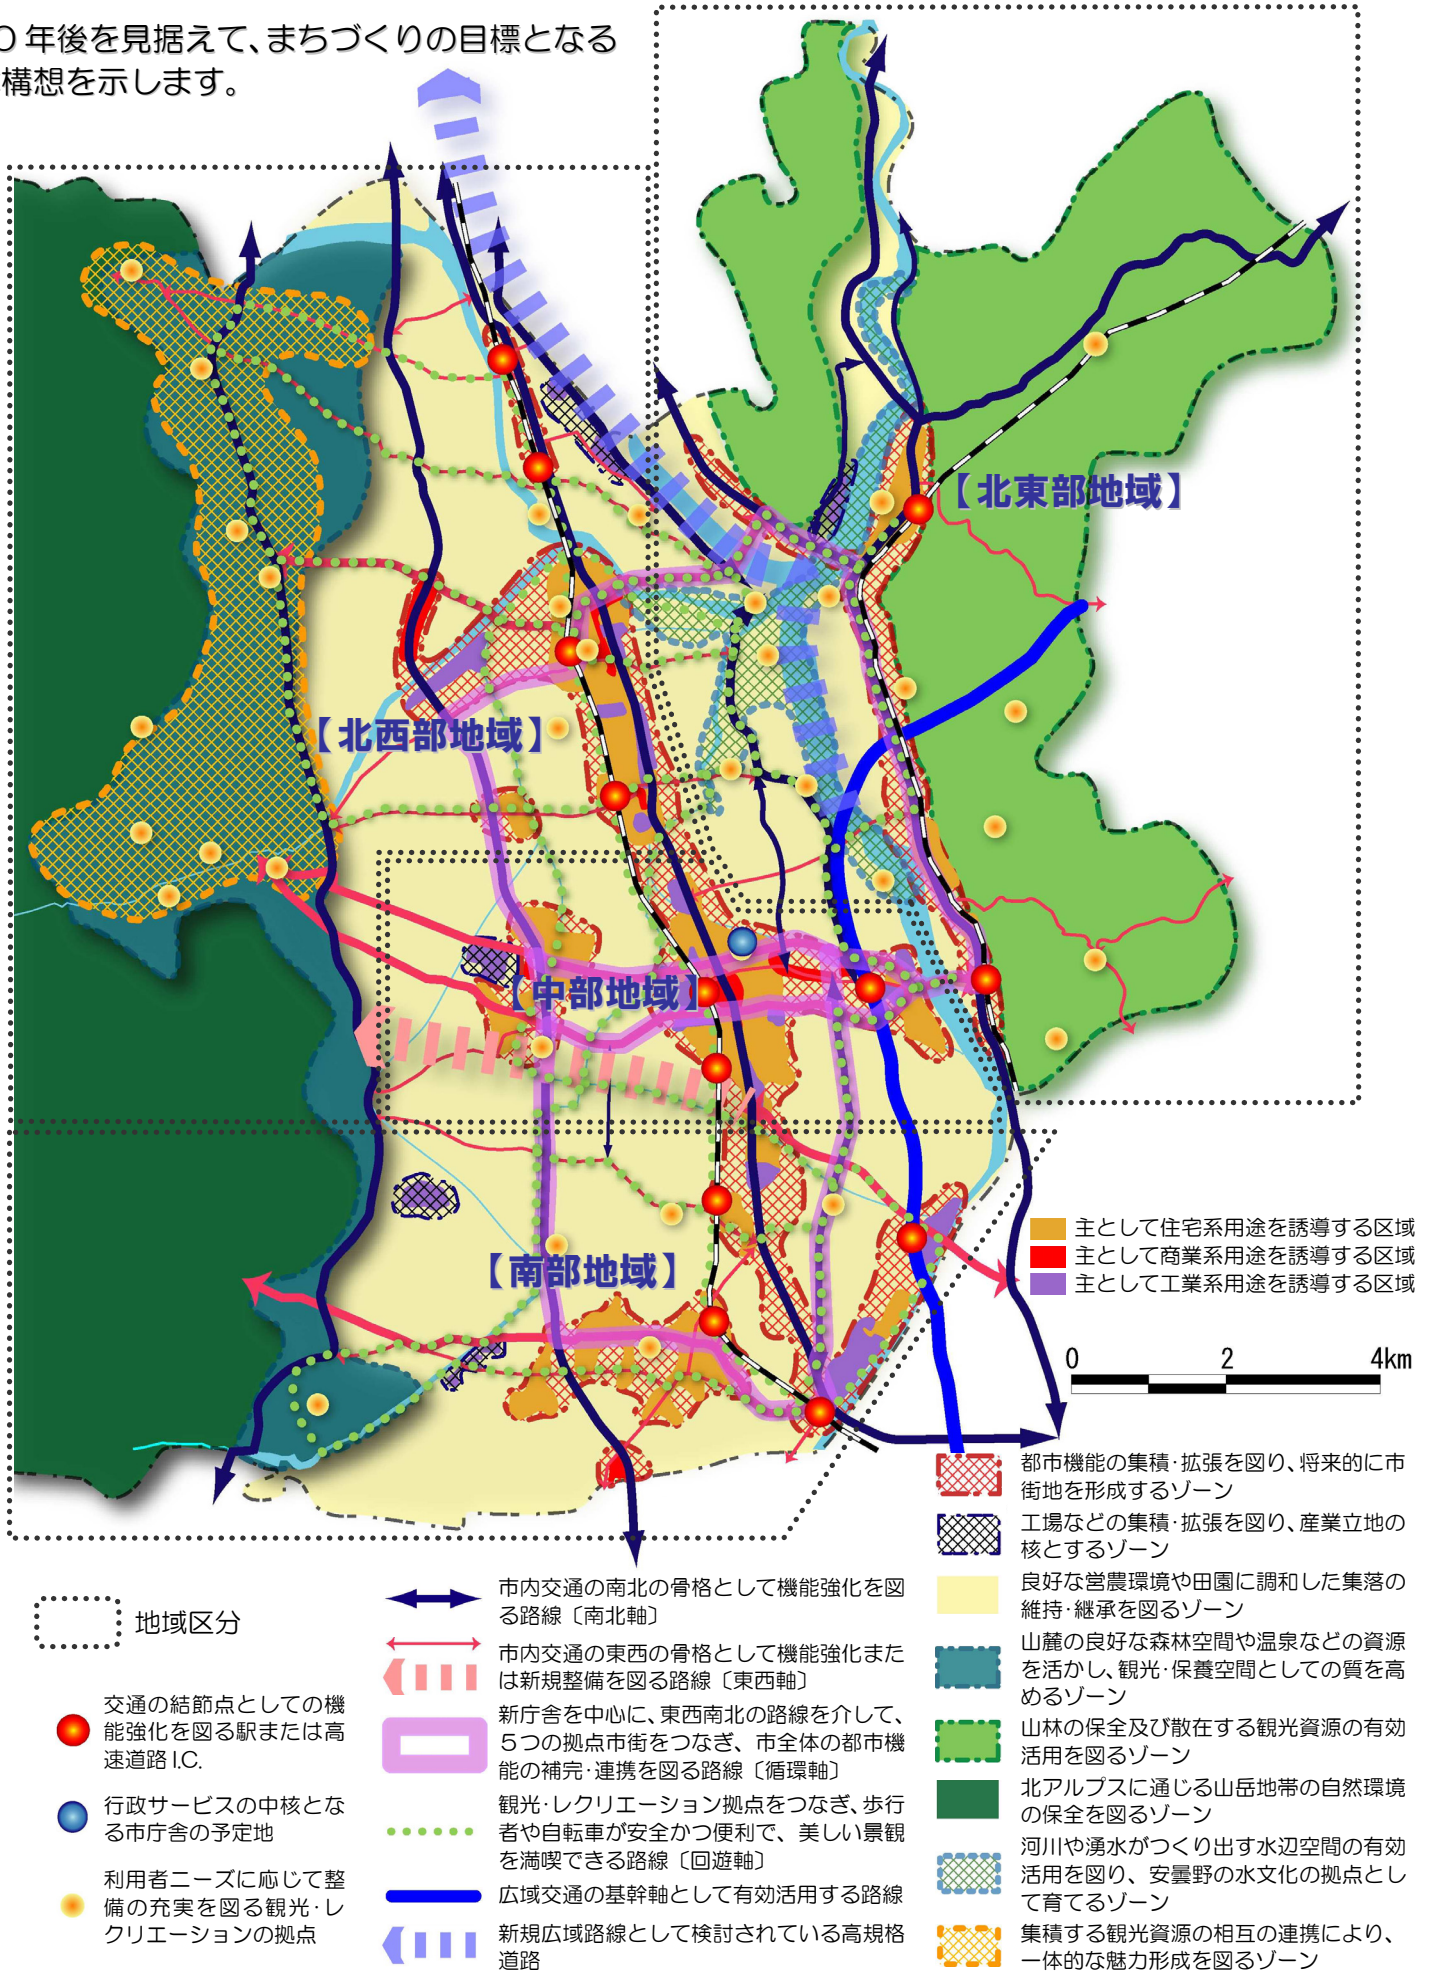 0年後を見据えて、まちづくりの目標となる
構想を示します。
【北東部地域】
【北西部地域】
【中部地域】
【南部地域】
主として住宅系用途を誘導する区域
主として商業系用途を誘導する区域
主として工業系用途を誘導する区域
0 2 4km
地域区分
交通の結節点としての機
能強化を図る駅または高
速道路I.C.
行政サービスの中核とな
る市庁舎の予定地
利用者ニーズに応じて整
備の充実を図る観光・レ
クリエーションの拠点
市内交通の南北の骨格として機能強化を図
る路線〔南北軸〕
市内交通の東西の骨格として機能強化また
は新規整備を図る路線〔東西軸〕
新庁舎を中心に、東西南北の路線を介して、
5つの拠点市街をつなぎ、市全体の都市機
能の補完・連携を図る路線〔循環軸〕
観光・レクリエーション拠点をつなぎ、歩行
者や自転車が安全かつ便利で、美しい景観
を満喫できる路線〔回遊軸〕
広域交通の基幹軸として有効活用する路線
新規広域路線として検討されている高規格
道路
都市機能の集積・拡張を図り、将来的に市
街地を形成するゾーン
工場などの集積・拡張を図り、産業立地の
核とするゾーン
良好な営農環境や田園に調和した集落の
維持・継承を図るゾーン
山麓の良好な森林空間や温泉などの資源
を活かし、観光・保養空間としての質を高
めるゾーン
山林の保全及び散在する観光資源の有効
活用を図るゾーン
北アルプスに通じる山岳地帯の自然環境
の保全を図るゾーン
河川や湧水がつくり出す水辺空間の有効
活用を図り、安曇野の水文化の拠点とし
て育てるゾーン
集積する観光資源の相互の連携により、
一体的な魅力形成を図るゾーン